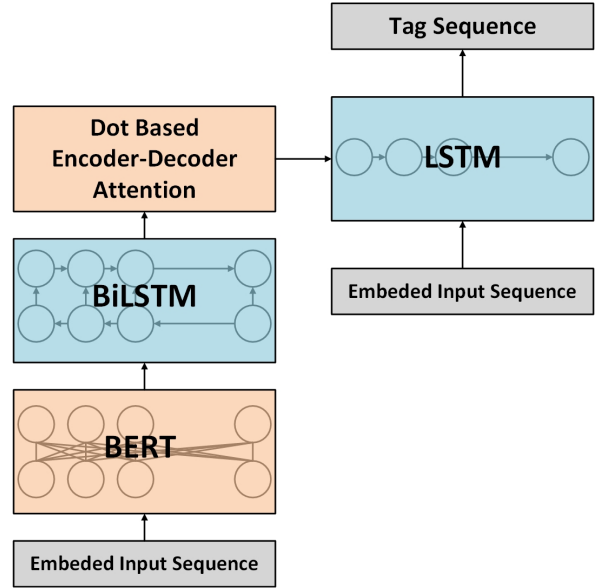 Tag Sequence
Dot Based
Encoder-Decoder
Attention
LSTM
BiLSTM
Embeded Input Sequence
BERT
Embeded Input Sequence